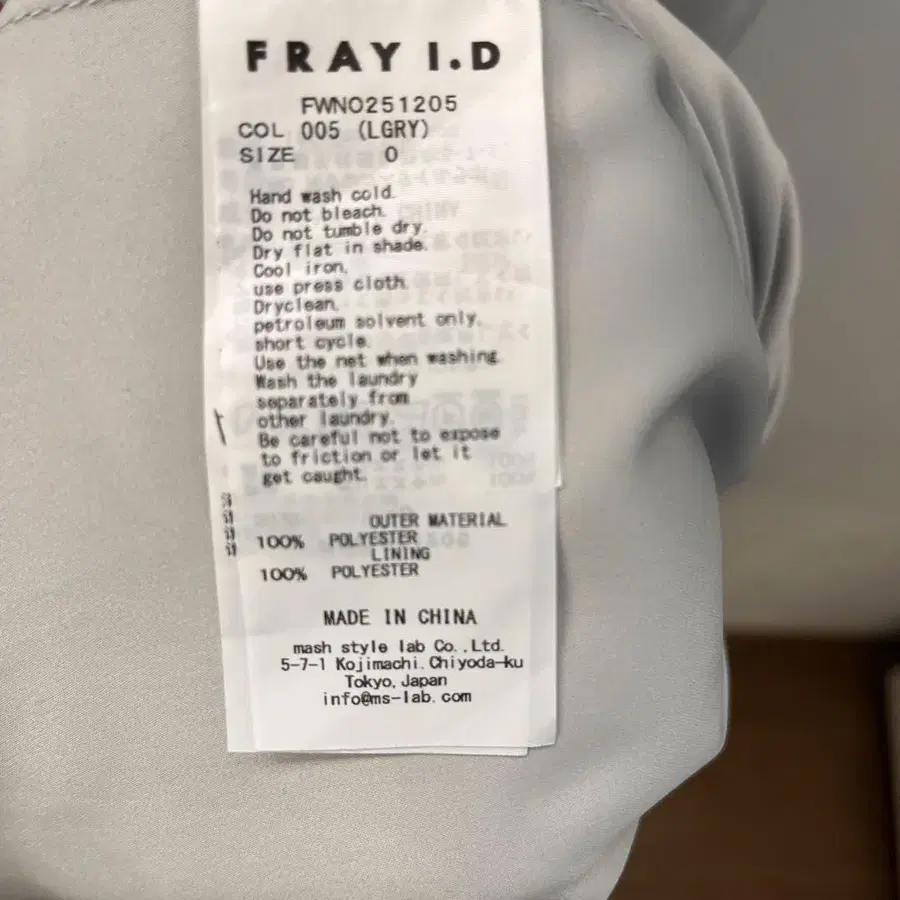 FRAY I.D
FWNO251205
COL 005 (LGRY)
SIZE 0
Hand wash cold.
Do not bleach.
Do not tumble dry.
Dry flat in shade.
Cool iron.
use press cloth.
Dryclean.
petroleum solvent only.
short cycle.
Use the net when washing.
Wash the laundry
separately from
other laundry.
Be careful not to expose
to friction or let it
get caught.
OUTER MATERIAL
100% POLYESTER
LINING
100% POLYESTER
MADE IN CHINA
mash style lab Co.,Ltd.
5-7-1 Kojimachi. Chiyoda-ku
Tokyo, Japan
info@ms-lab.com